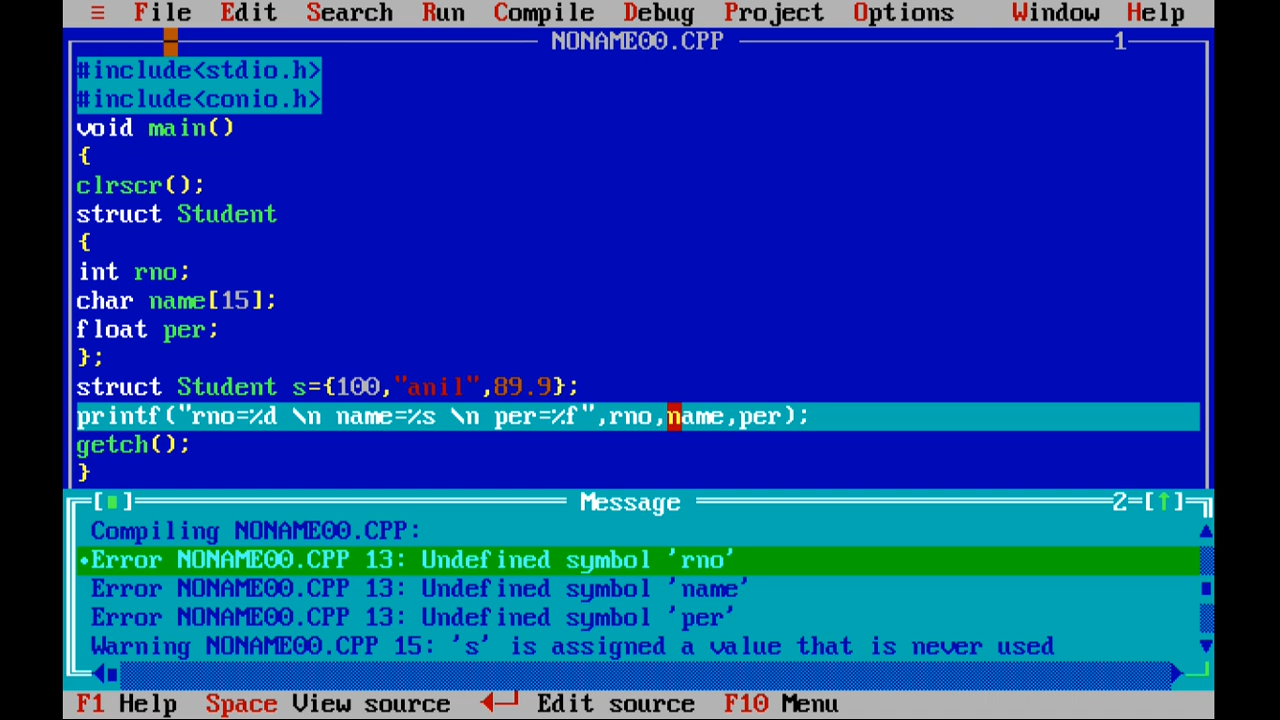 ≡ File Edit Search Run Compile Debug Project Options Window Help
NONAME00.CPP 1
#include<stdio.h>
#include<conio.h>
void main()
{
clrscr();
struct Student
{
int rno;
char name[15];
float per;
};
struct Student s={100,"anil",89.9};
printf("rno=%d \n name=%s \n per=%f",rno,name,per);
getch();
}
[■] Message 2=[↑]
Compiling NONAME00.CPP:
•Error NONAME00.CPP 13: Undefined symbol 'rno'
Error NONAME00.CPP 13: Undefined symbol 'name'
Error NONAME00.CPP 13: Undefined symbol 'per'
Warning NONAME00.CPP 15: 's' is assigned a value that is never used
F1 Help Space View source ◄─┘ Edit source F10 Menu